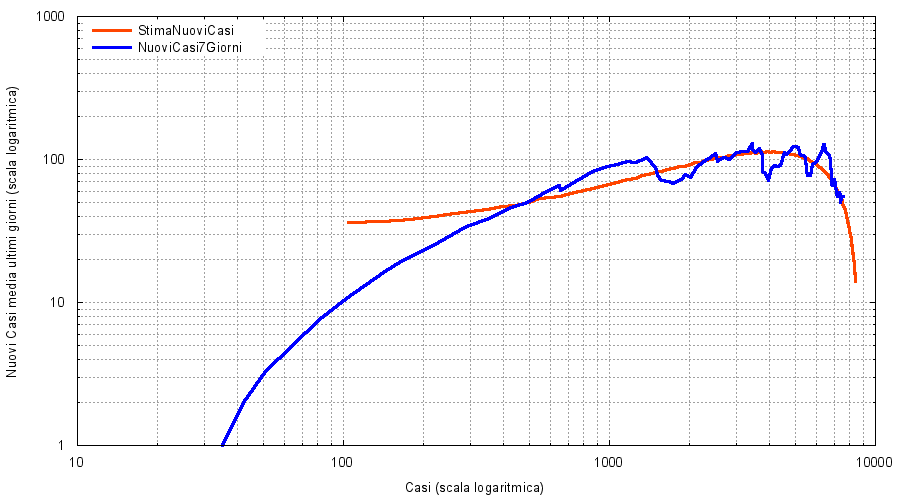 1000
StimaNuoviCasi
NuoviCasi7Giorni
100
10
1
10
100
1000
10000
Nuovi Casi media ultimi giorni (scala logaritmica)
Casi (scala logaritmica)